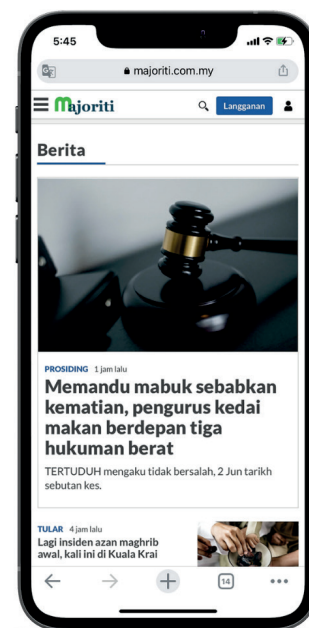 5:45
majoriti.com.my
Majoriti
Langganan
Berita
PROSIDING 1 jam lalu
Memandu mabuk sebabkan
kematian, pengurus kedai
makan berdepan tiga
hukuman berat
TERTUDUH mengaku tidak bersalah, 2 Jun tarikh
sebutan kes.
TULAR 4 jam lalu
Lagi insiden azan maghrib
awal, kali ini di Kuala Krai
14